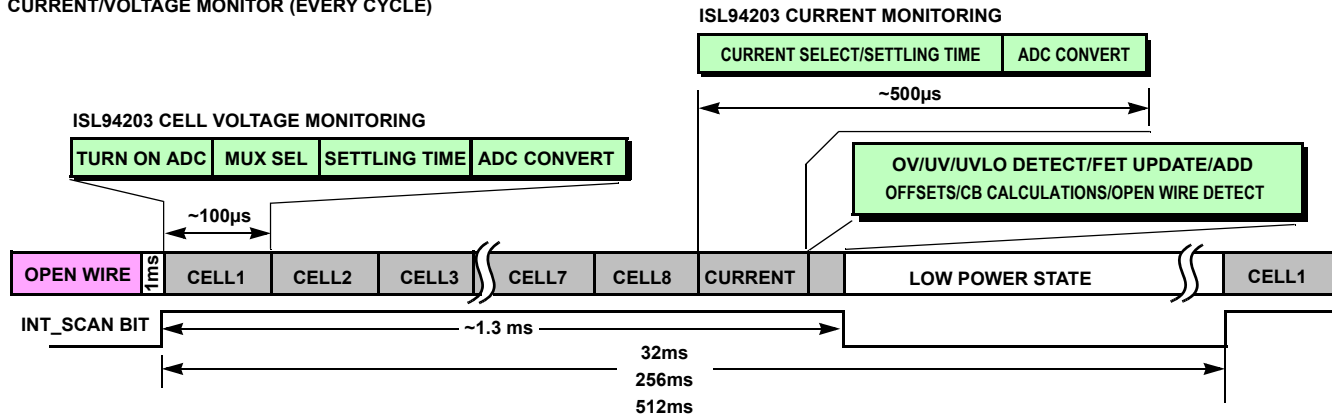 CURRENT/VOLTAGE MONITOR (EVERY CYCLE)
ISL94203 CURRENT MONITORING
CURRENT SELECT/SETTLING TIME
ADC CONVERT
~500µs
ISL94203 CELL VOLTAGE MONITORING
TURN ON ADC
MUX SEL
SETTLING TIME
ADC CONVERT
OV/UV/UVLO DETECT/FET UPDATE/ADD
OFFSETS/CB CALCULATIONS/OPEN WIRE DETECT
~100µs
OPEN WIRE
1ms
CELL1
CELL2
CELL3
CELL7
CELL8
CURRENT
LOW POWER STATE
CELL1
INT_SCAN BIT
~1.3 ms
32ms
256ms
512ms